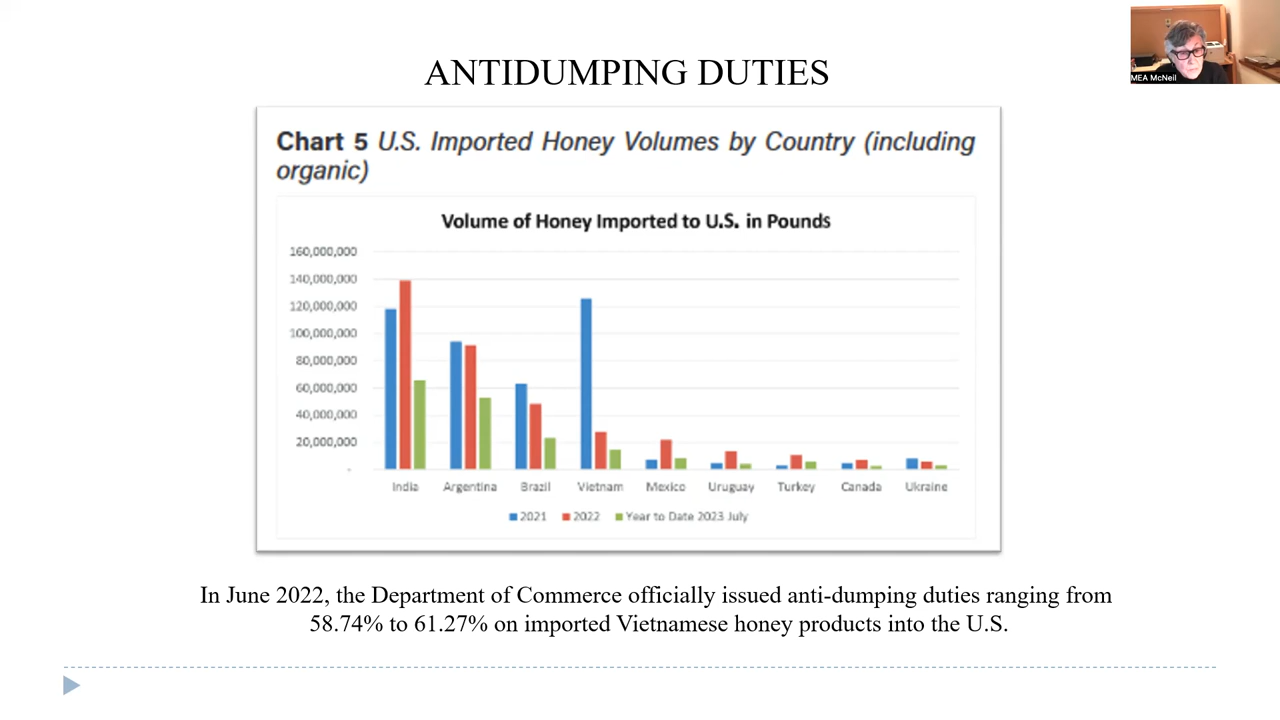 ANTIDUMPING DUTIES
MEA McNeil
Chart 5 U.S. Imported Honey Volumes by Country (including
organic)
Volume of Honey Imported to U.S. in Pounds
160,000,000
140,000,000
120,000,000
100,000,000
80,000,000
60,000,000
40,000,000
20,000,000
-
India Argentina Brazil Vietnam Mexico Uruguay Turkey Canada Ukraine
2021 2022 Year to Date 2023 July
In June 2022, the Department of Commerce officially issued anti-dumping duties ranging from
58.74% to 61.27% on imported Vietnamese honey products into the U.S.